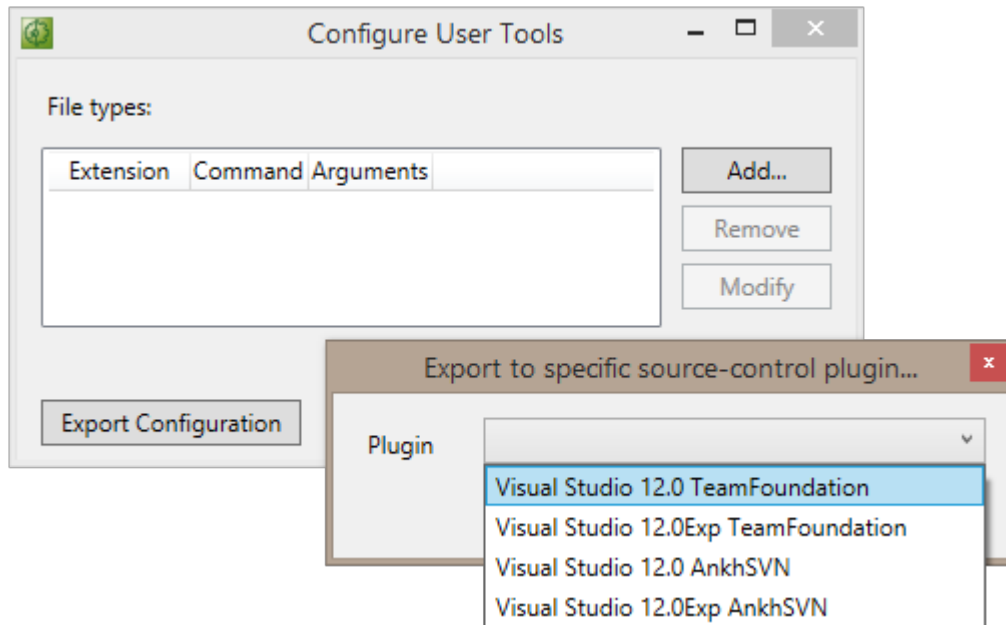 Configure User Tools
File types:
Extension Command Arguments
Add...
Remove
Modify
Export Configuration
Export to specific source-control plugin...
x
Plugin
Visual Studio 12.0 TeamFoundation
Visual Studio 12.0Exp TeamFoundation
Visual Studio 12.0 AnkhSVN
Visual Studio 12.0Exp AnkhSVN